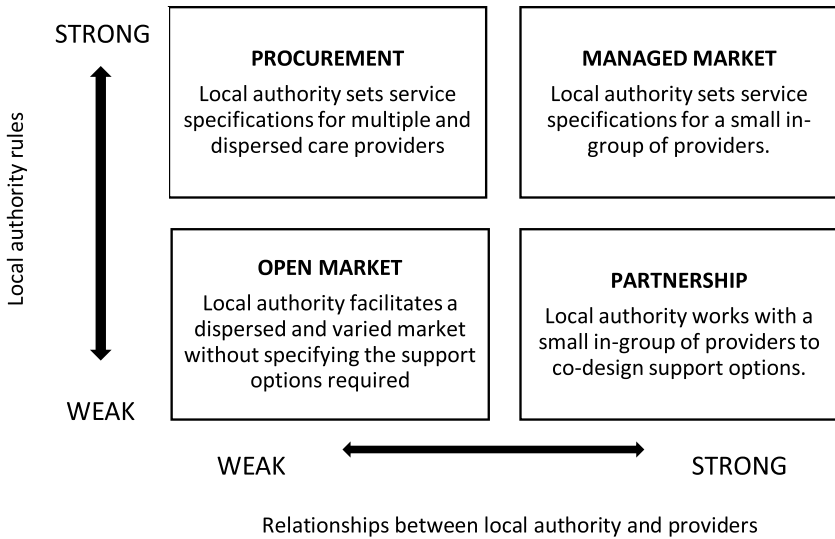 STRONG
Local authority rules
WEAK
PROCUREMENT
Local authority sets service
specifications for multiple and
dispersed care providers
MANAGED MARKET
Local authority sets service
specifications for a small in-
group of providers.
OPEN MARKET
Local authority facilitates a
dispersed and varied market
without specifying the support
options required
PARTNERSHIP
Local authority works with a
small in-group of providers to
co-design support options.
WEAK
STRONG
Relationships between local authority and providers